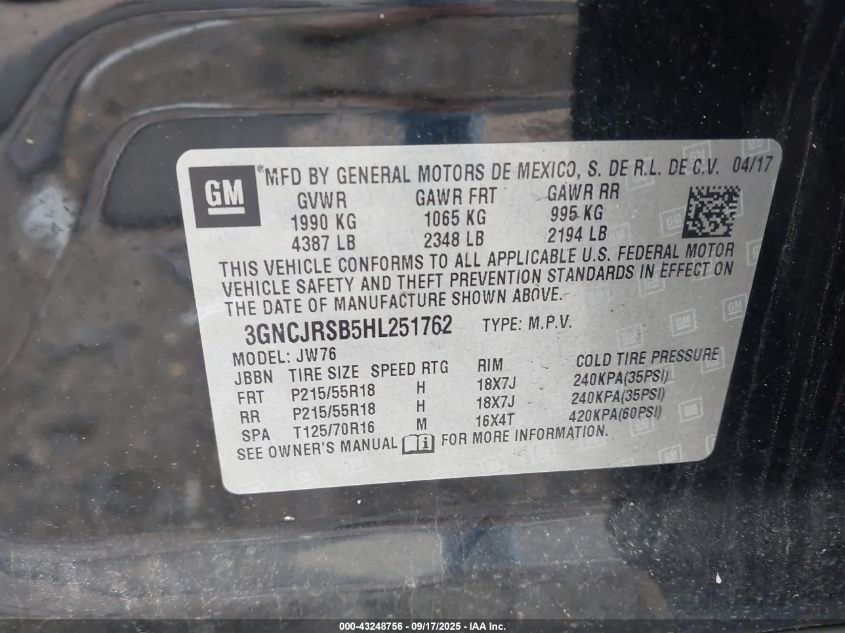 GM
*MFD BY GENERAL MOTORS DE MEXICO, S. DE R.L. DE C.V. 04/17
GVWR GAWR FRT GAWR RR
1990 KG 1065 KG 995 KG
4387 LB 2348 LB 2194 LB
THIS VEHICLE CONFORMS TO ALL APPLICABLE U.S. FEDERAL MOTOR
VEHICLE SAFETY AND THEFT PREVENTION STANDARDS IN EFFECT ON
THE DATE OF MANUFACTURE SHOWN ABOVE.
3GNCJRSB5HL251762 TYPE: M.P.V.
MODEL: JW76
JBBN TIRE SIZE SPEED RTG RIM COLD TIRE PRESSURE
FRT P215/55R18 H 18X7J 240KPA(35PSI)
RR P215/55R18 H 18X7J 240KPA(35PSI)
SPA T125/70R16 M 16X4T 420KPA(60PSI)
SEE OWNER'S MANUAL FOR MORE INFORMATION.
000-43248756 — 09/17/2025 — IAA Inc.